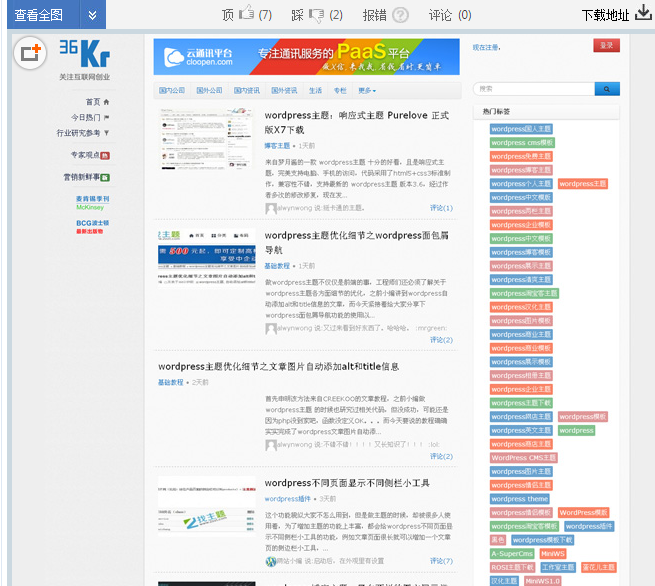 查看全图
顶 (7)
踩 (2)
报错
评论 (0)
下载地址
36Kr
关注互联网创业
首页
今日热门
行业研究参考
专家观点 热
营销新鲜事 新
麦肯锡季刊
McKinsey
BCG波士顿
最新出版物
云通讯平台
cloopen.com
专注通讯服务的PaaS平台
做X信,来找我,省钱,省时,更简单
现在注册,
登录
国内公司 国外公司 国内资讯 国外资讯 生活 专栏 更多
搜索
wordpress主题:响应式主题 Purelove 正式
版X7下载
博客主题 • 1天前
来自梦月酱的一款 wordpress主题 十分的好看,且是响应式主
题,完美支持电脑、手机的访问。代码采用了html5+css3标准制
作,兼容性不错,支持最新的 wordpress主题 版本3.6。经过作
者多次的修改修复,现在发...
alwynwong 说:挺卡通的主题。
评论(1)
wordpress主题优化细节之wordpress面包屑
导航
基础教程 • 1天前
做wordpress主题不仅仅是前端的事,工程师们还必须了解关于
wordpress主题各方面细节的优化。之前小编讲到wordpress自
动添加alt和title信息的文章,而今天紧接着给大家分享下
wordpress面包屑导航功能的使用以...
alwynwong 说:又过来看到好东西了。哈哈哈。 :mrgreen:
评论(2)
wordpress主题优化细节之文章图片自动添加alt和title信息
基础教程 • 2天前
首先申明该方法来自CREEKOO的文章教程。之前小编做
wordpress主题 的时候也研究过相关代码,但没成功,可能还是
因为php没到家吧,函数没定义OK。。。而今天要说的教程确确
实实完成了wordpress文章图片自动添...
alwynwong 说:不错不错!!!! 又长知识了!!! :lol:
评论(2)
wordpress不同页面显示不同侧栏小工具
wordpress插件 • 3天前
这个功能貌似大家不怎么用到,但是做主题的时候,却被很多人使
用着。为了增加主题的功能上丰富,都会给wordpress不同页面显
示不同侧栏小工具的功能,例如文章页面很长就可以增加一个文章
页的侧边栏小工具...
网站小编 说:启动后,在外观里有设置
评论(7)
热门标签
wordpress国人主题
wordpress cms模板
wordpress免费主题
wordpress博客主题
wordpress个人主题 wordpress主题
wordpress中文模板
wordpress两栏主题
wordpress企业模板
wordpress中文模板
wordpress博客模板
wordpress展示主题
wordpress清爽主题
wordpress淘宝客主题
wordpress汉化主题
wordpress图片模板
wordpress商业主题
wordpress商业模板
wordpress展示模板
wordpress相册主题
wordpress企业主题
wordpress主题下载
wordpress网店主题 wordpress模板
wordpress英文主题 wordpress
wordpress商店主题
WordPress CMS主题
wordpress图片主题
wordpress情侣主题
wordpress theme
wordpress情侣模板 WordPress模板
wordpress淘宝客模板 wordpress插件
黑色 wordpress模板下载
A-SuperCms MiniWS
ROSI主题下载 工作室主题 莲花儿主题
汉化主题 MiniWS1.0